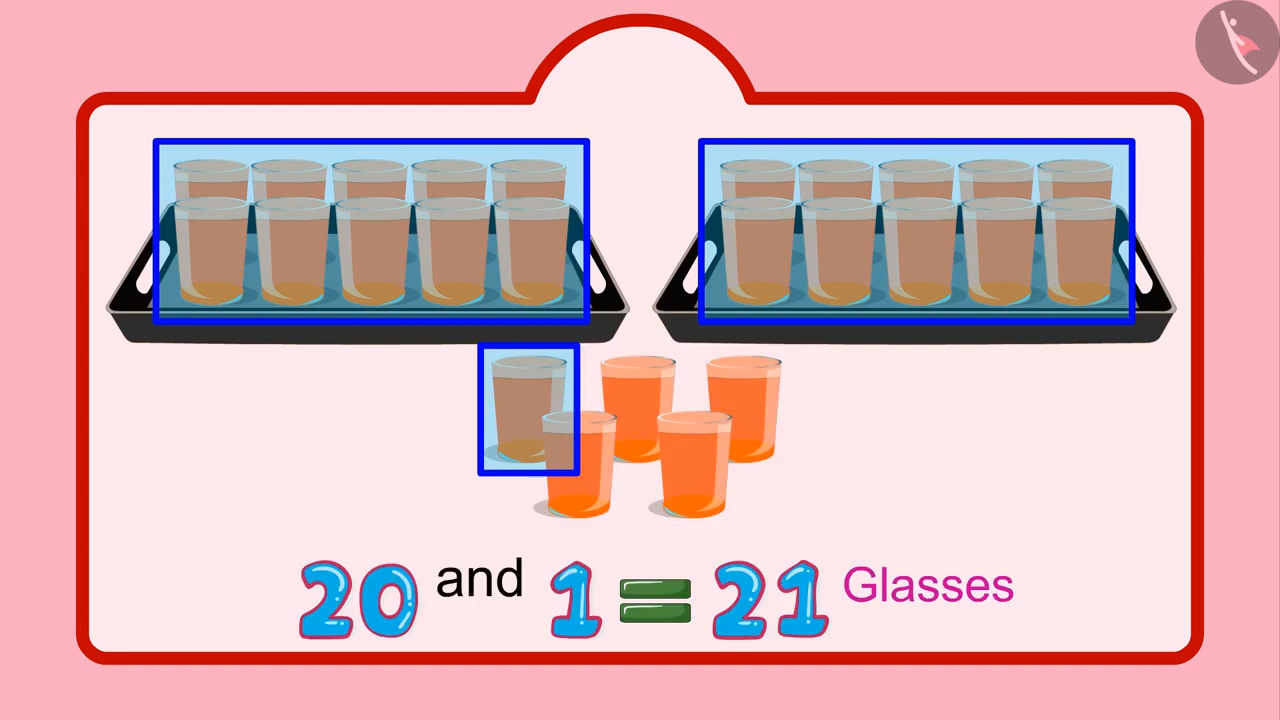 20 and 1 = 21 Glasses